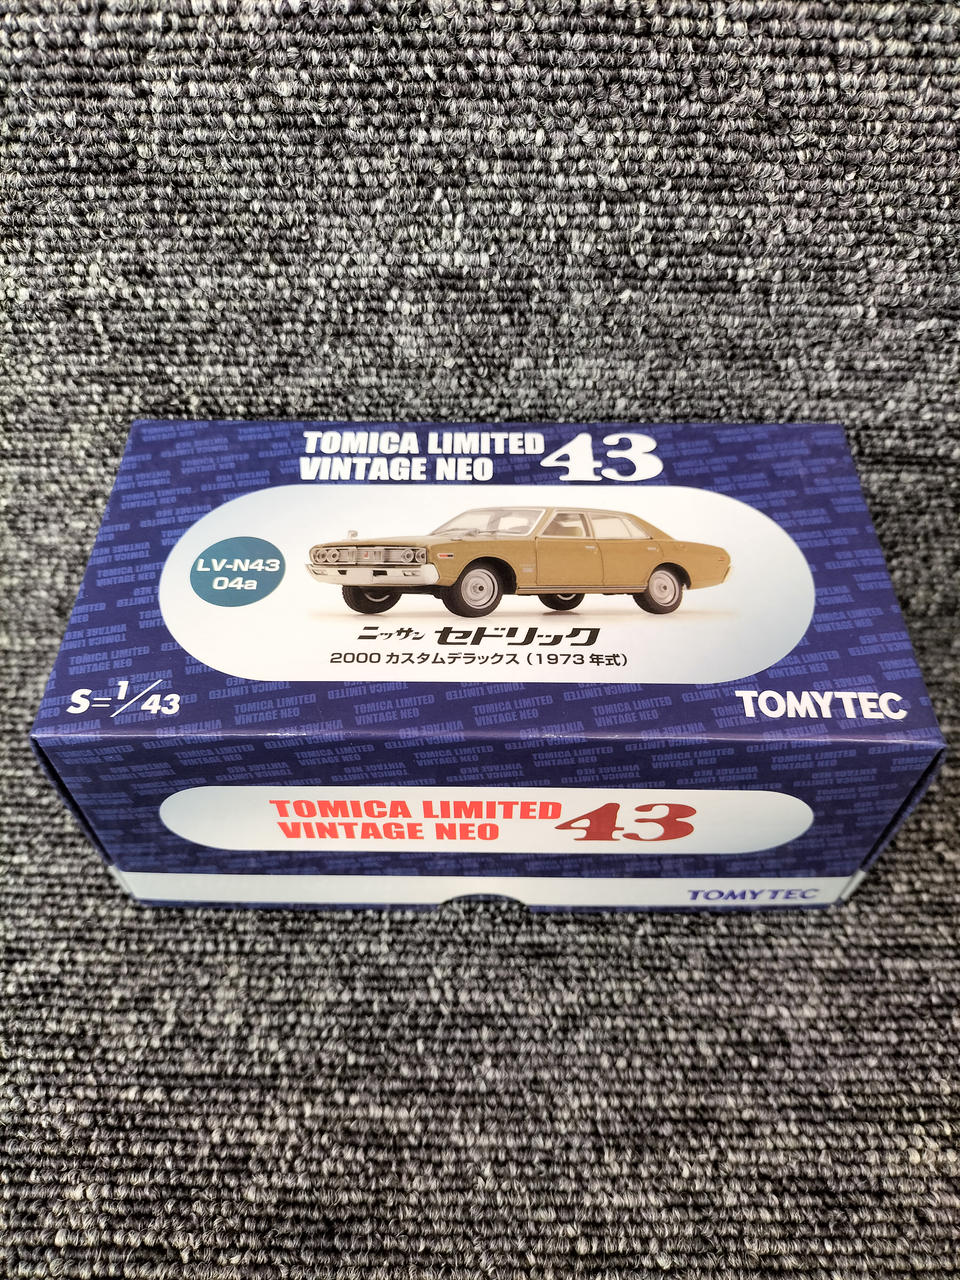 TOMICA LIMITED
VINTAGE NEO 43
LV-N43
04a
ニッサン セドリック
2000 カスタムデラックス (1973 年式)
S=1/43
TOMYTEC
TOMICA LIMITED
VINTAGE NEO 43
TOMYTEC